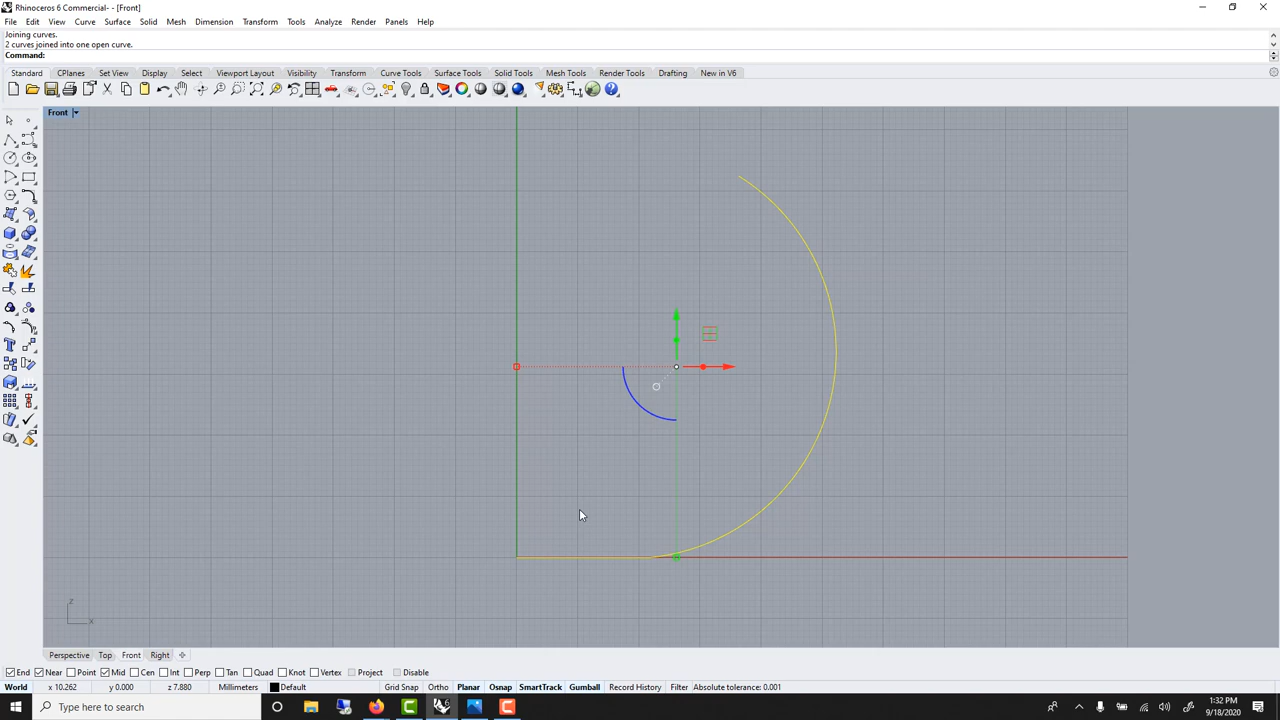 Rhinoceros 6 Commercial- - [Front]
File Edit View Curve Surface Solid Mesh Dimension Transform Tools Analyze Render Panels Help
Joining curves.
2 curves joined into one open curve.
Command:
Standard CPlanes Set View Display Select Viewport Layout Visibility Transform Curve Tools Surface Tools Solid Tools Mesh Tools Render Tools Drafting New in V6
Front
z
x
Perspective Top Front Right
End Near Point Mid Cen Int Perp Tan Quad Knot Vertex Project Disable
World x 10.262 y 0.000 z 7.880 Millimeters Default Grid Snap Ortho Planar Osnap SmartTrack Gumball Record History Filter Absolute tolerance: 0.001
Type here to search
1:32 PM
9/18/2020